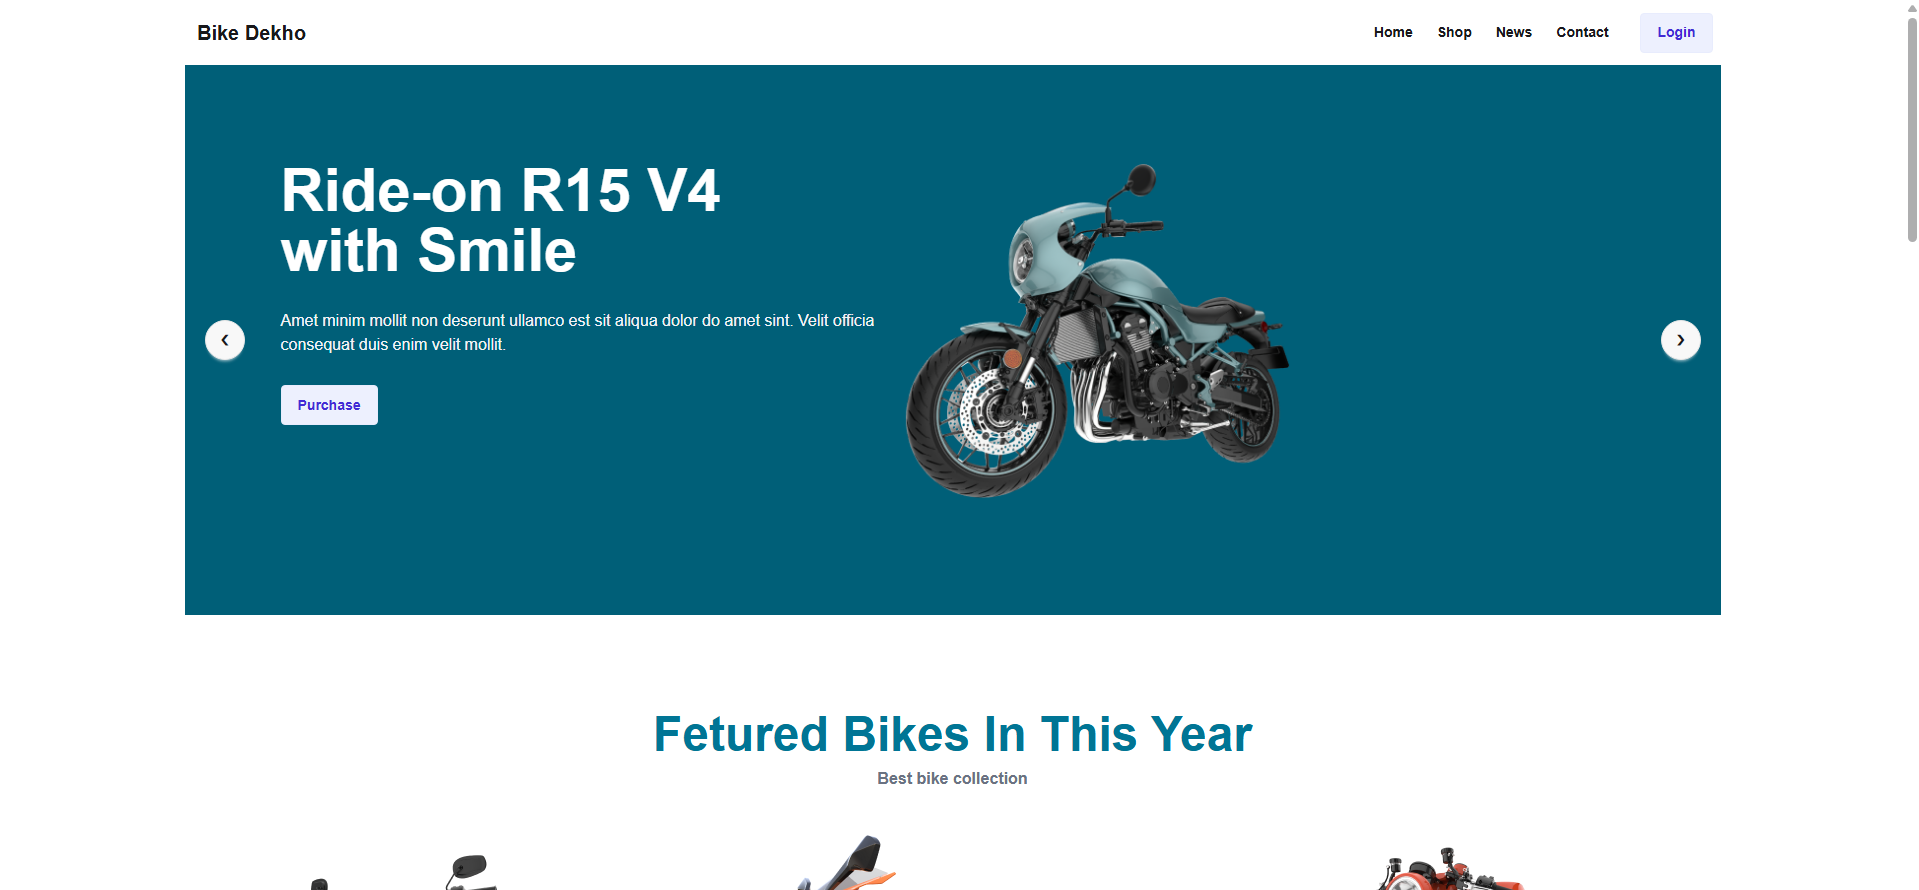 Bike Dekho
Home
Shop
News
Contact
Login
Ride-on R15 V4
with Smile
Amet minim mollit non deserunt ullamco est sit aliqua dolor do amet sint. Velit officia
consequat duis enim velit mollit.
❮
❯
Purchase
Fetured Bikes In This Year
Best bike collection